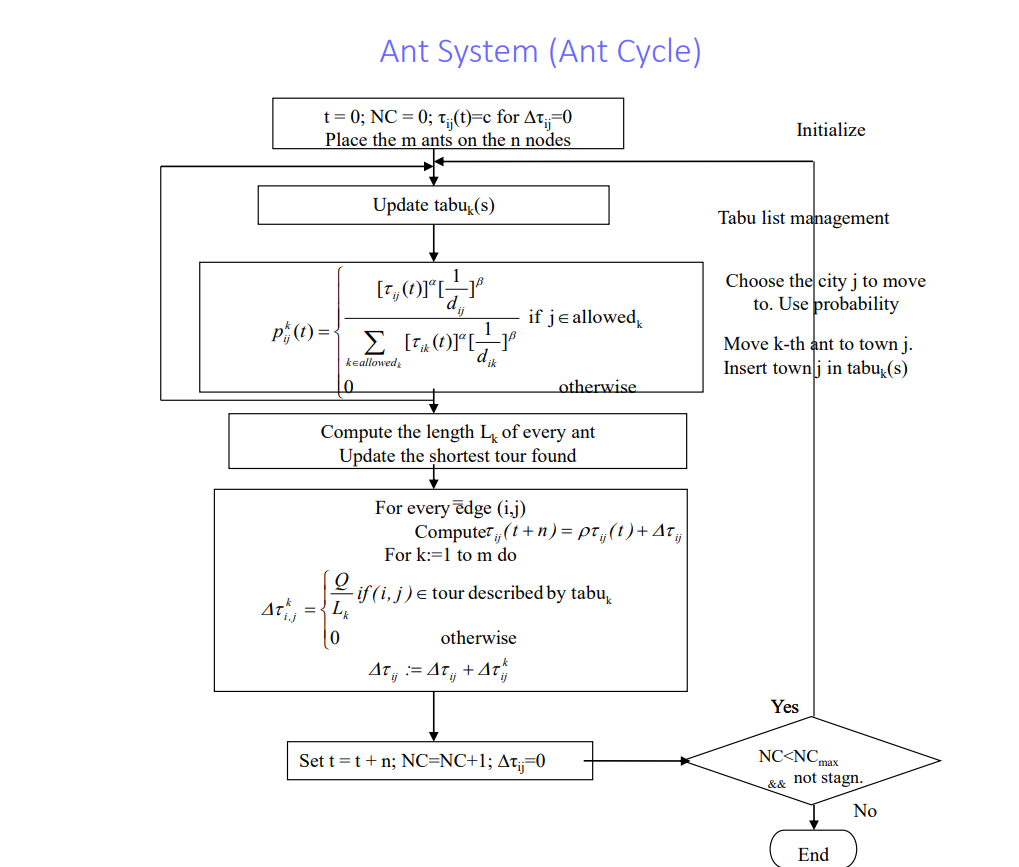 Ant System (Ant Cycle)
t = 0; NC = 0; τij(t)=c for Δτij=0
Place the m ants on the n nodes
Initialize
Update tabuk(s)
Tabu list management
pij^k(t) = { [τij(t)]^α[1/dij]^β / Σ k∈allowedk [τik(t)]^α[1/dik]^β if j∈allowedk
0 otherwise
Choose the city j to move
to. Use probability
Move k-th ant to town j.
Insert town j in tabuk(s)
Compute the length Lk of every ant
Update the shortest tour found
For every edge (i,j)
Compute τij(t+n) = ρτij(t)+Δτij
For k:=1 to m do
Δτi,j^k = { Q/Lk if(i,j)∈ tour described by tabuk
0 otherwise
Δτij := Δτij + Δτij^k
Set t = t + n; NC=NC+1; Δτij=0
Yes
NC<NCmax
&& not stagn.
No
End